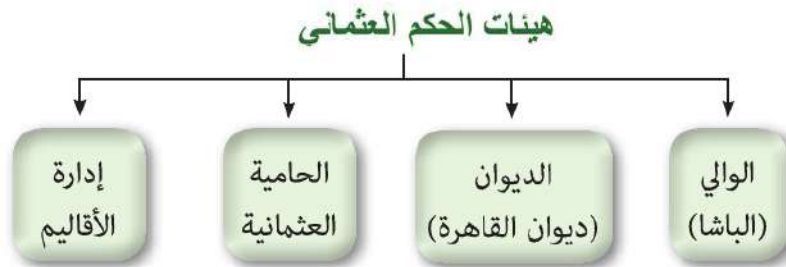 هيئات الحكم العثماني
الوالي
(الباشا)
الديوان
(ديوان القاهرة)
الحامية
العثمانية
إدارة
الأقاليم